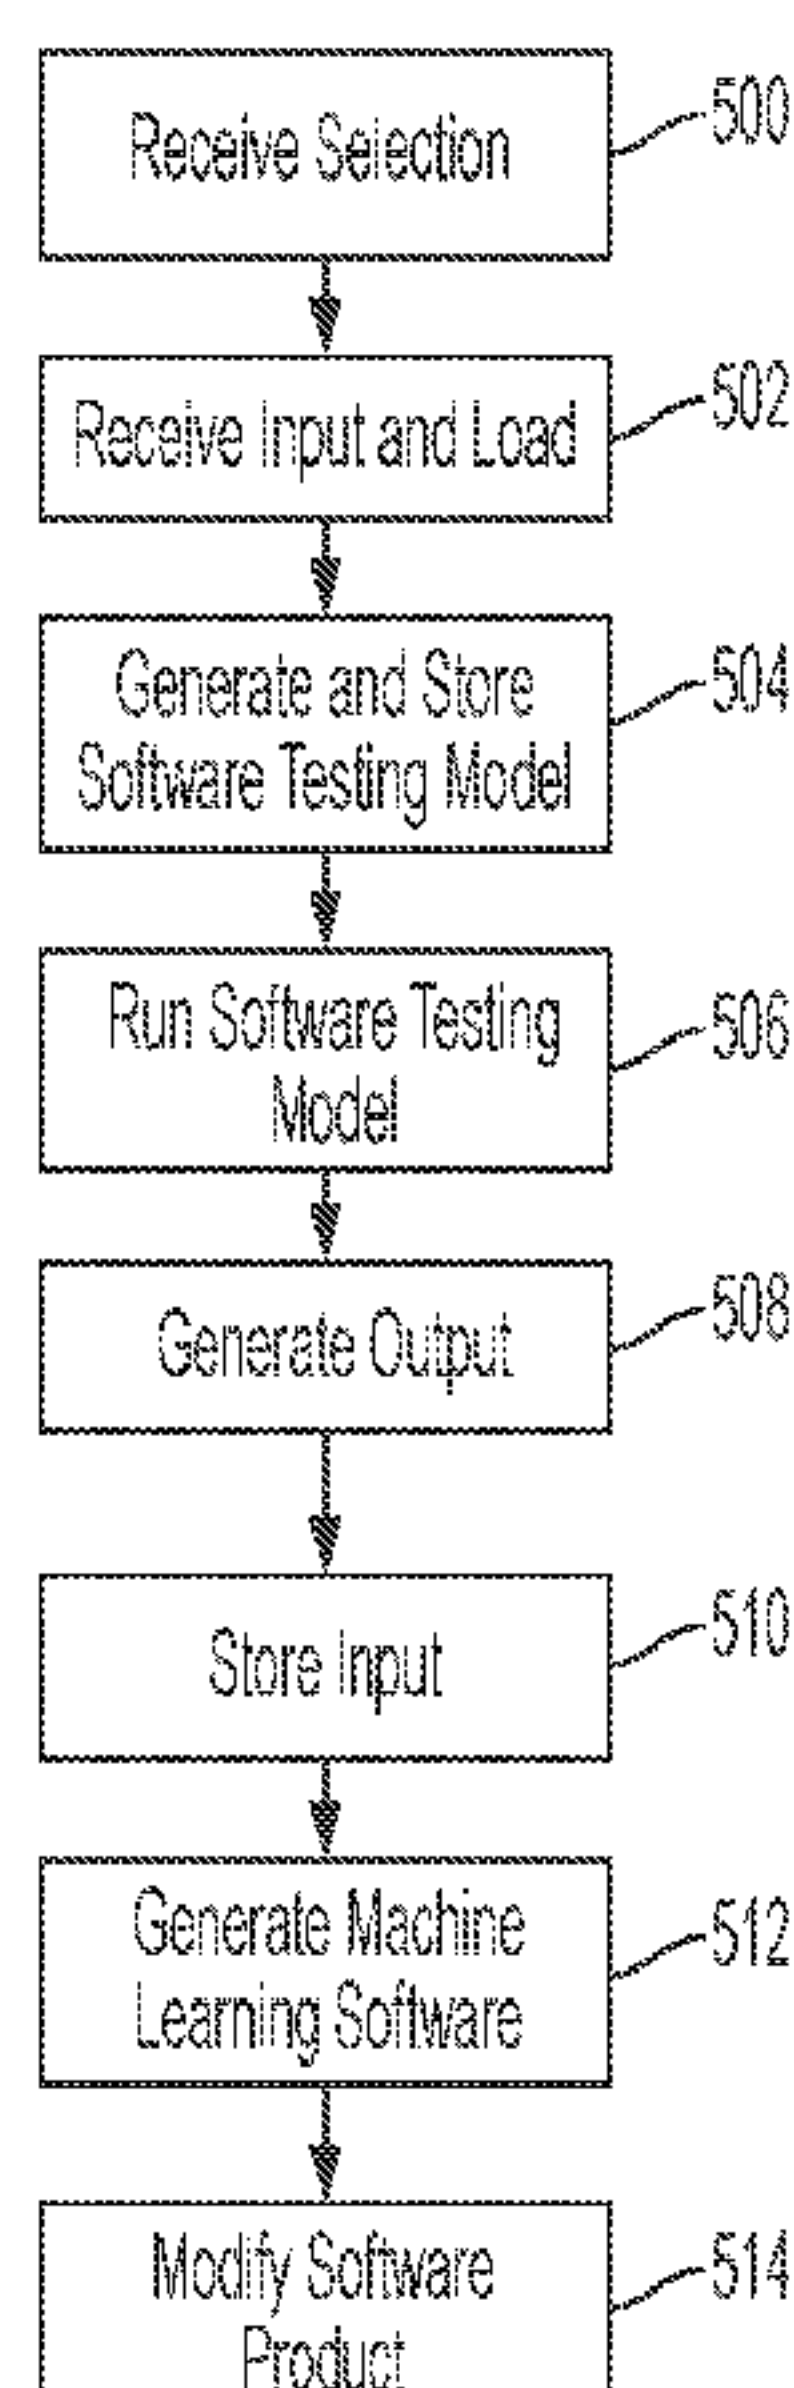 Receive Selection
500
Receive Input and Load
502
Generate and Store
Software Testing Model
504
Run Software Testing
Model
506
Generate Output
508
Store Input
510
Generate Machine
Learning Software
512
Modify Software
Product
514